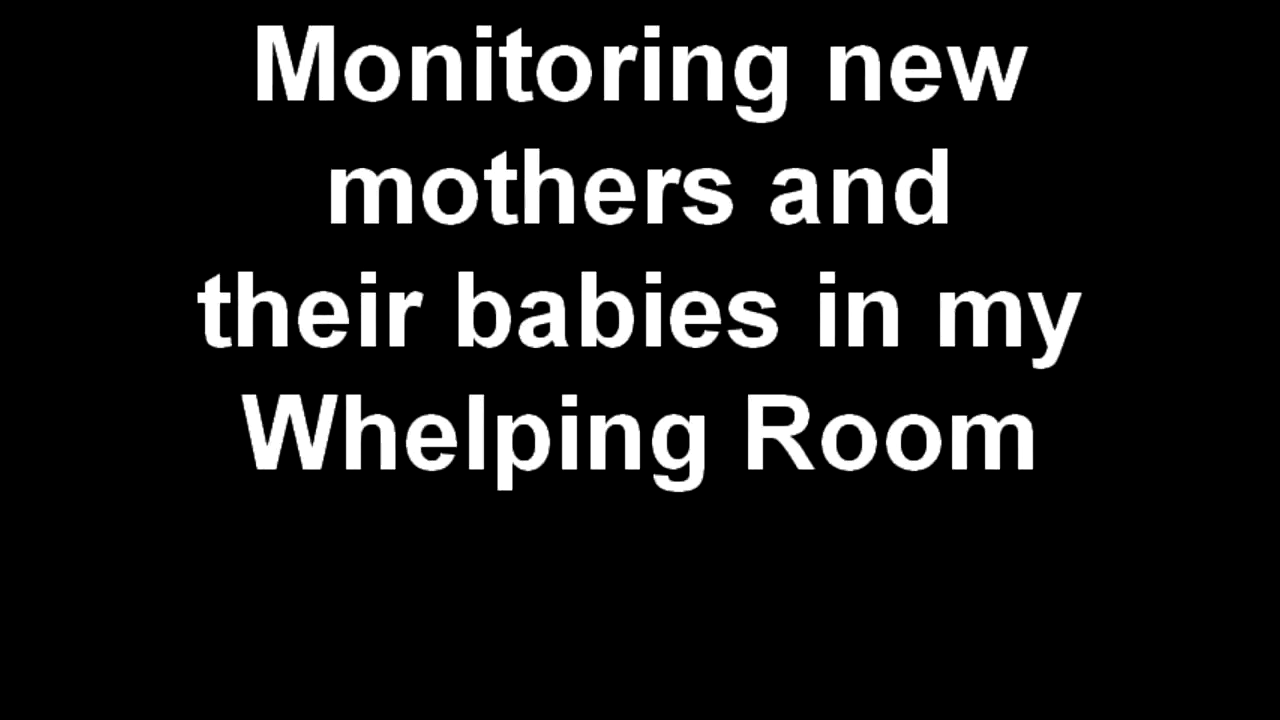 Monitoring new
mothers and
their babies in my
Whelping Room